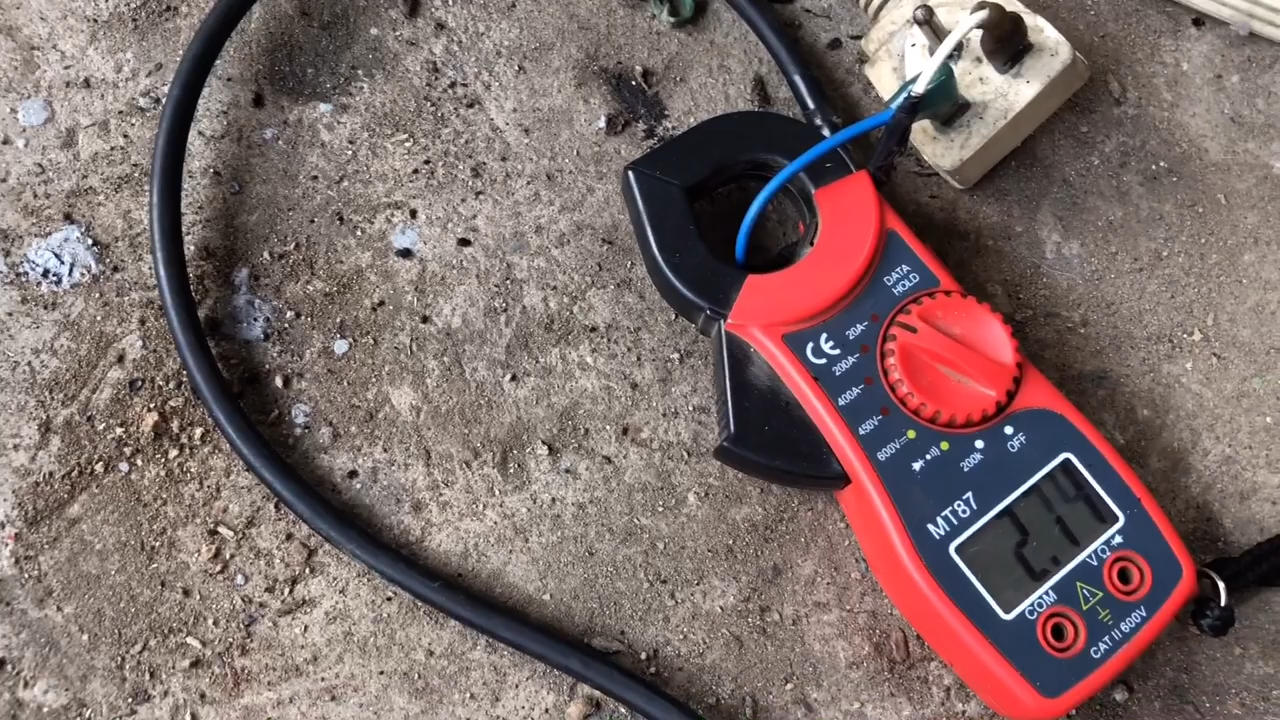 DATA
HOLD
CE
20A~
200A~
400A~
450V~
600V
200k
OFF
MT87
2.14
VΩ
COM
CAT II 600V